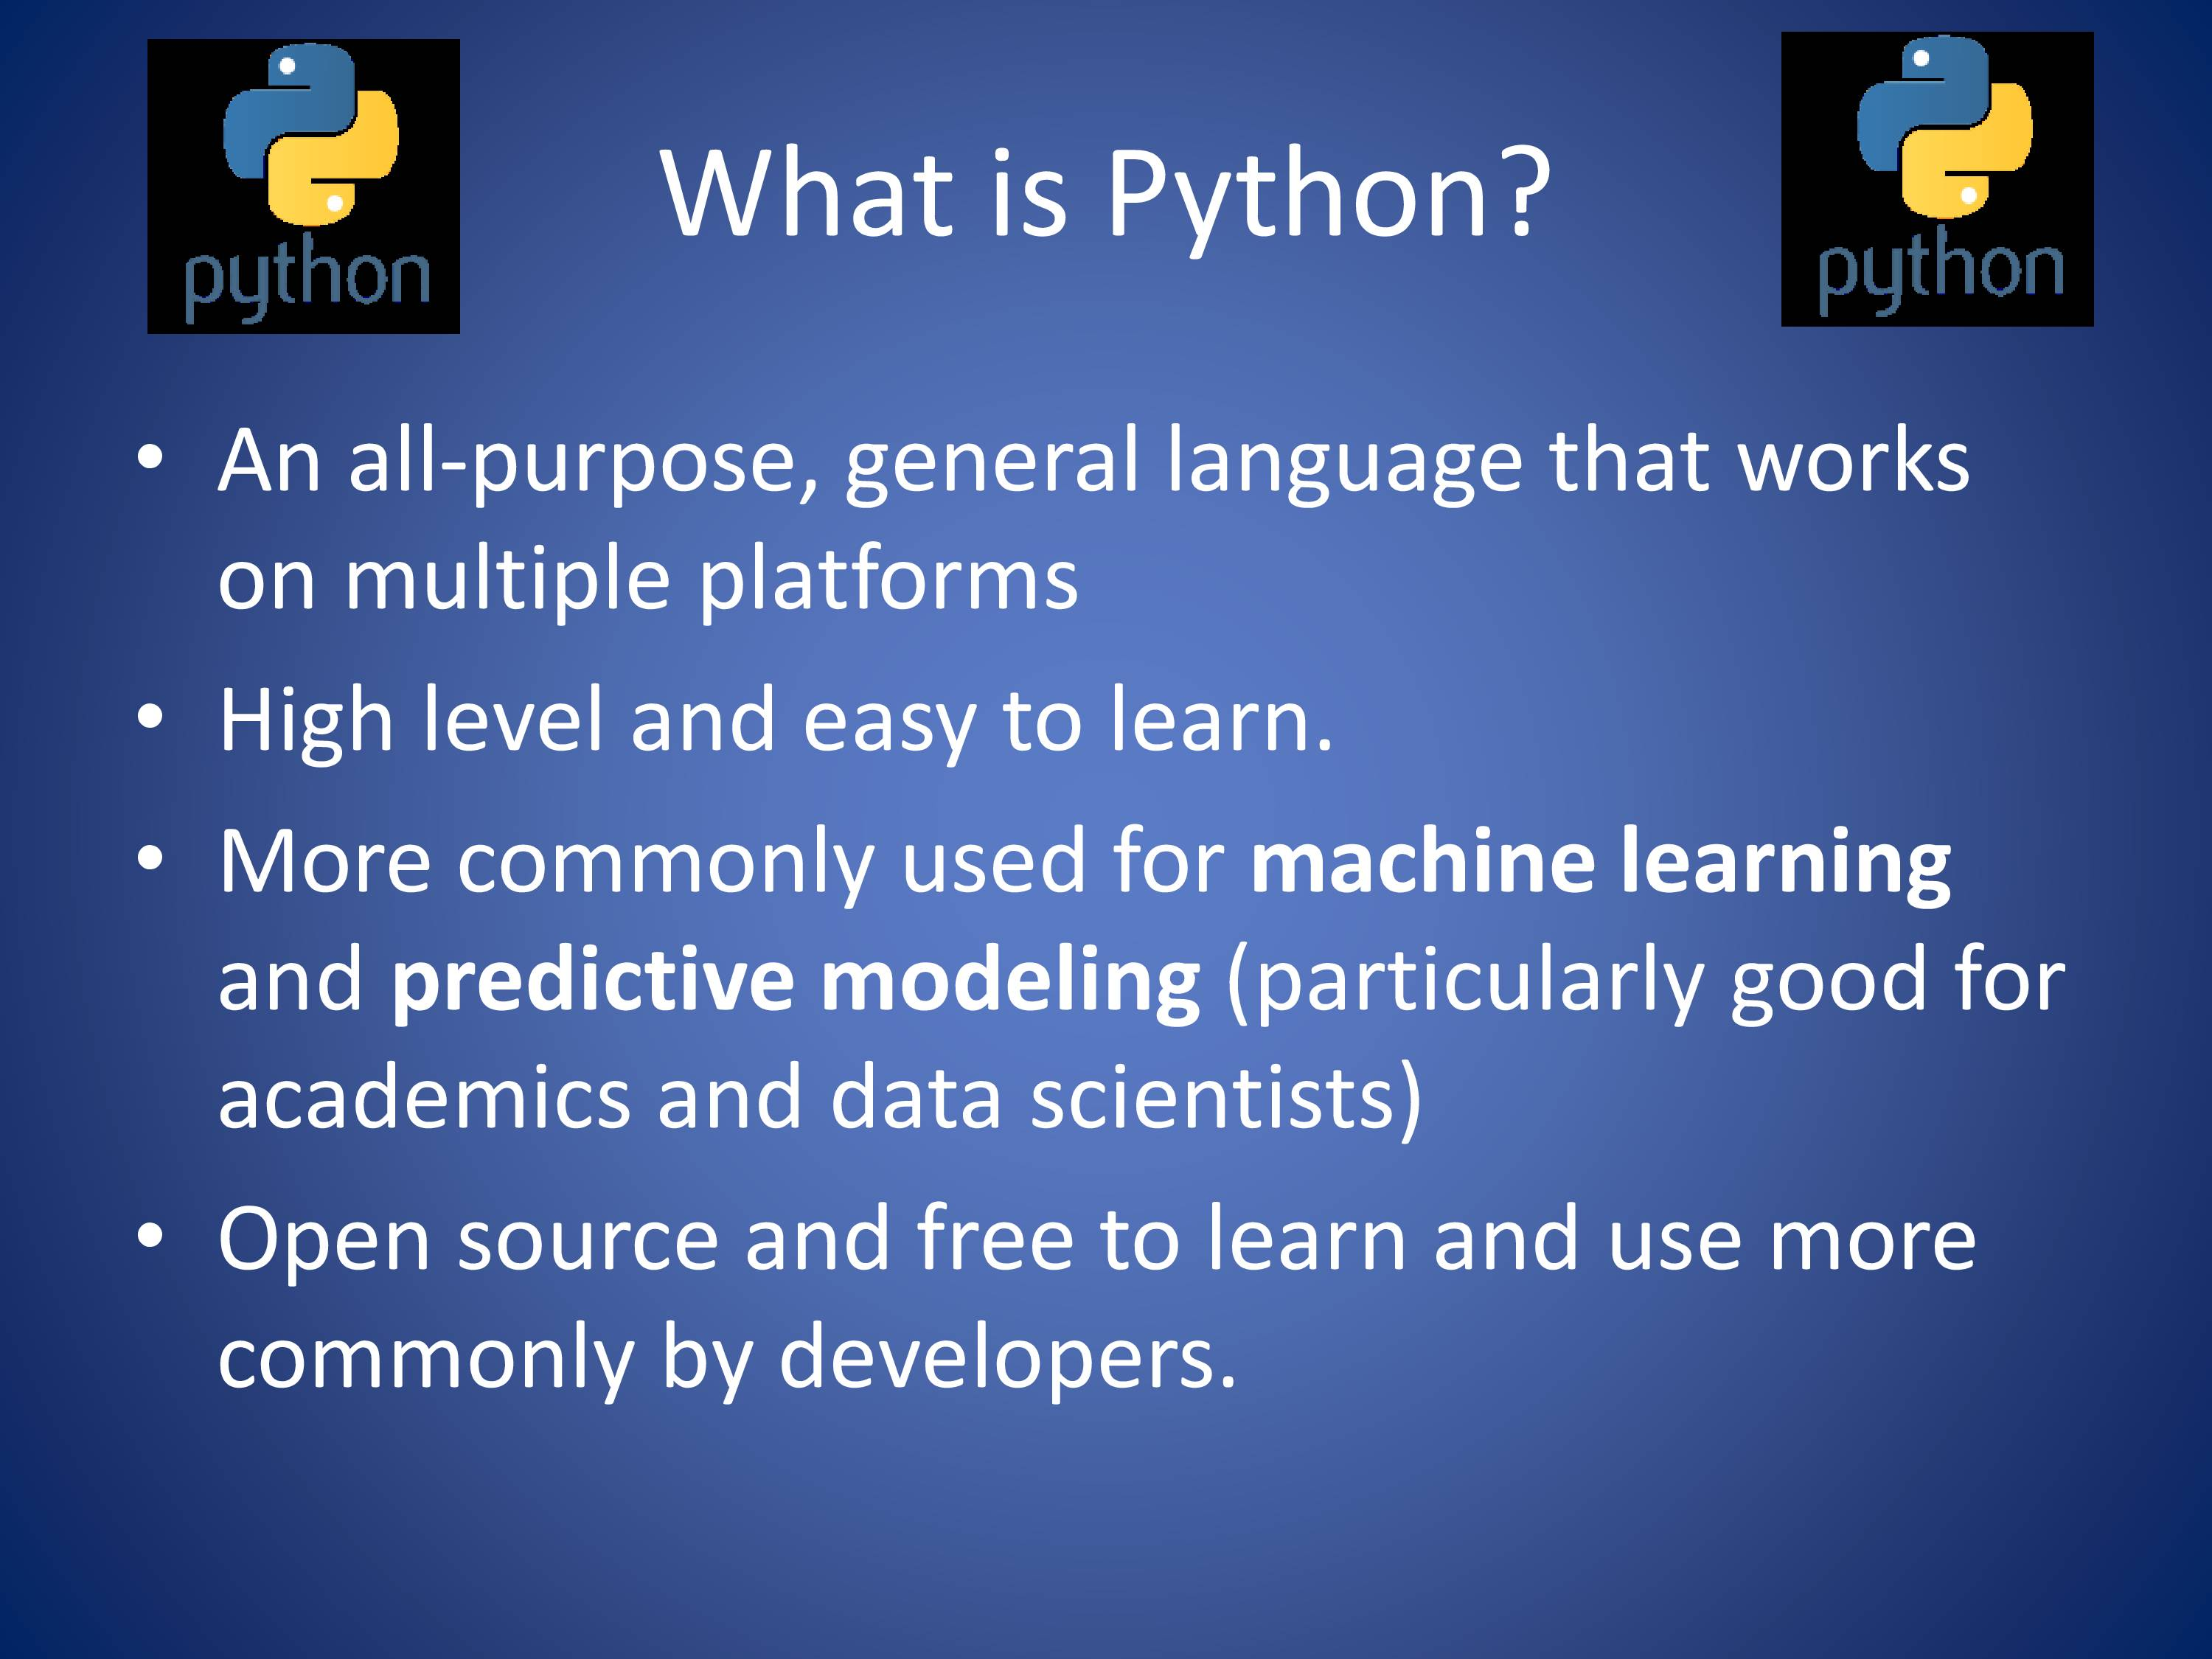 python
What is Python?
python
• An all-purpose, general language that works
on multiple platforms
• High level and easy to learn.
• More commonly used for machine learning
and predictive modeling (particularly good for
academics and data scientists)
• Open source and free to learn and use more
commonly by developers.